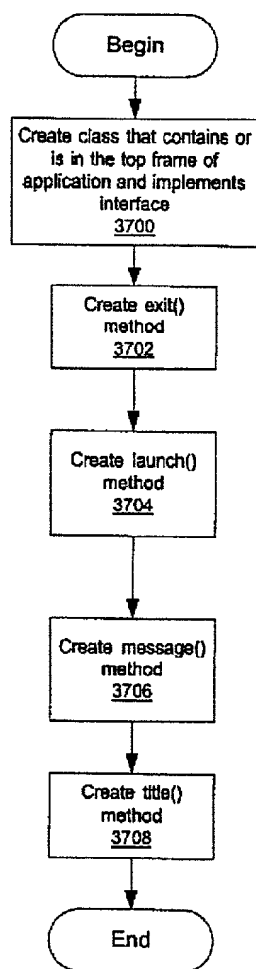 Begin
Create class that contains or
is in the top frame of
application and implements
interface
3700
Create exit()
method
3702
Create launch()
method
3704
Create message()
method
3706
Create title()
method
3708
End